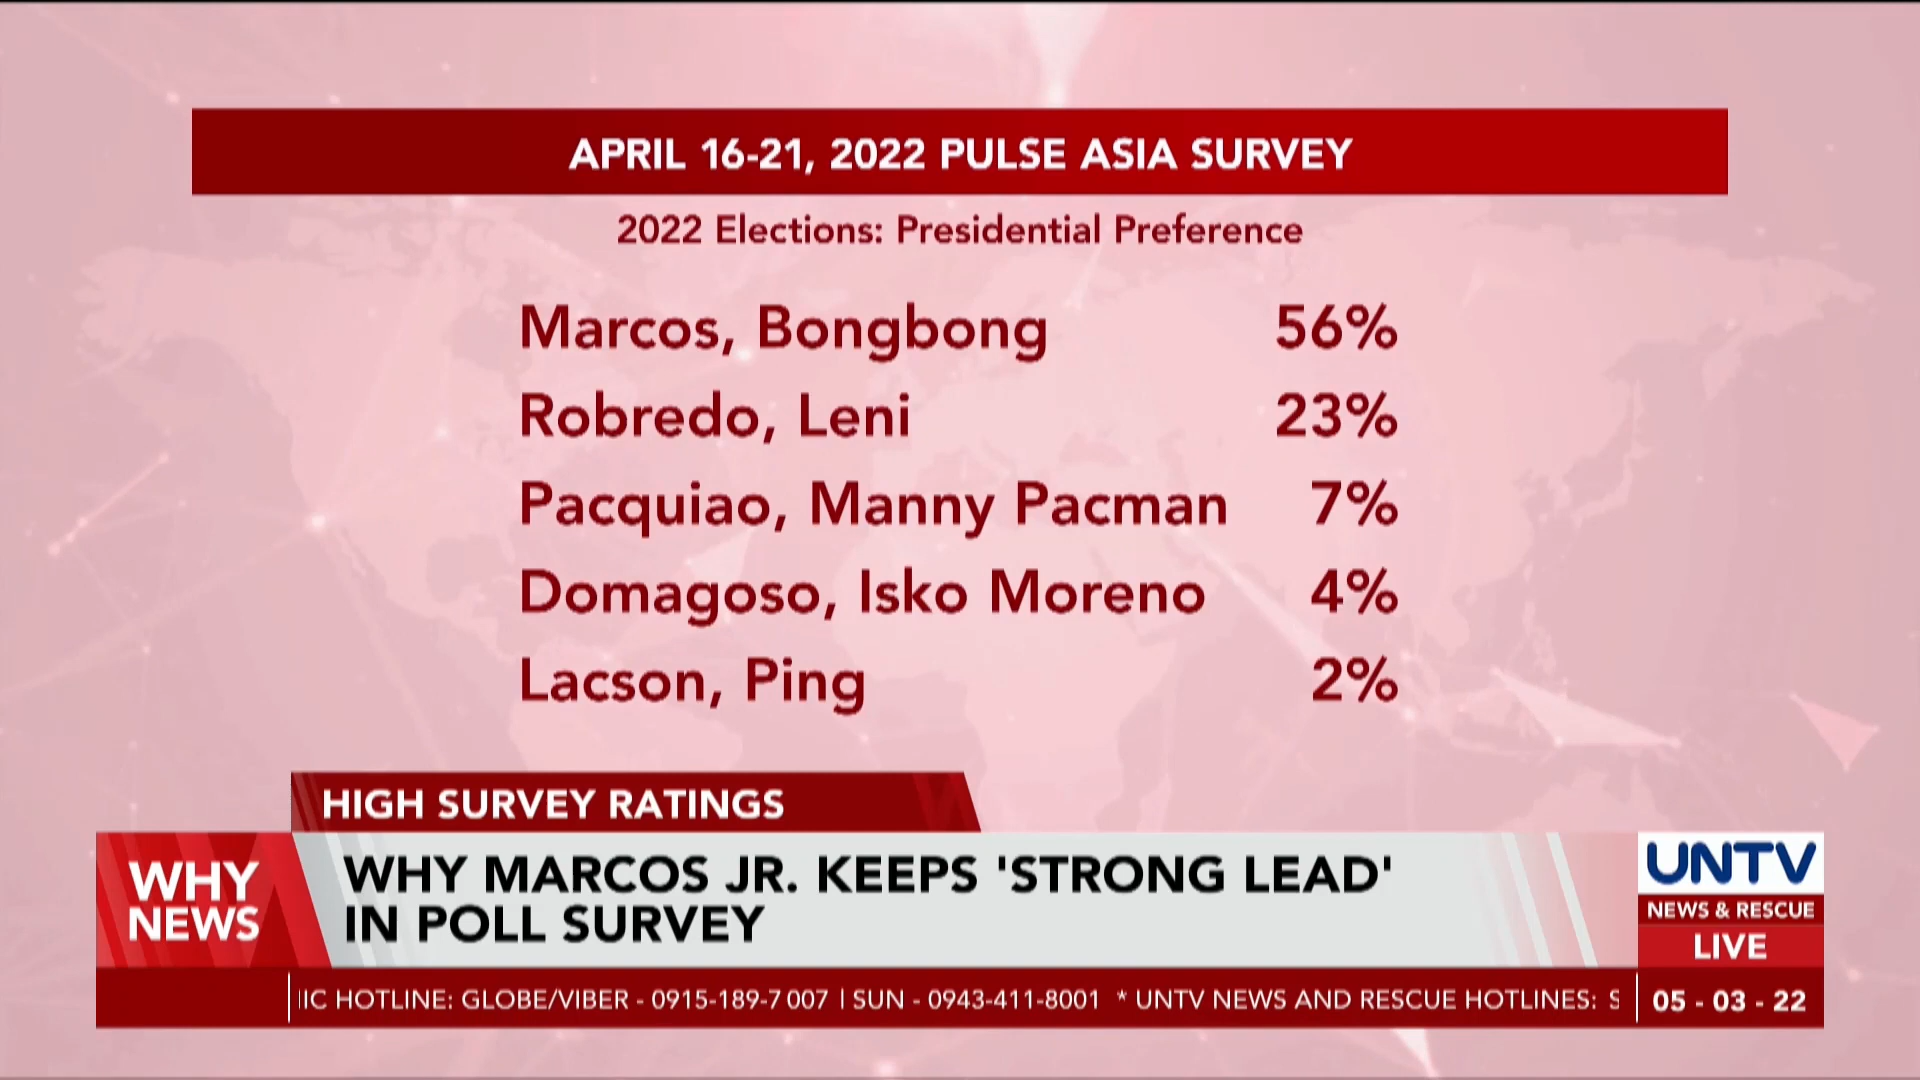 APRIL 16-21, 2022 PULSE ASIA SURVEY
2022 Elections: Presidential Preference
Marcos, Bongbong 56%
Robredo, Leni 23%
Pacquiao, Manny Pacman 7%
Domagoso, Isko Moreno 4%
Lacson, Ping 2%
HIGH SURVEY RATINGS
WHY NEWS
WHY MARCOS JR. KEEPS 'STRONG LEAD'
IN POLL SURVEY
UNTV
NEWS & RESCUE
LIVE
HOTLINE: GLOBE/VIBER - 0915-189-7007 | SUN - 0943-411-8001 * UNTV NEWS AND RESCUE HOTLINES: S
05 - 03 - 22